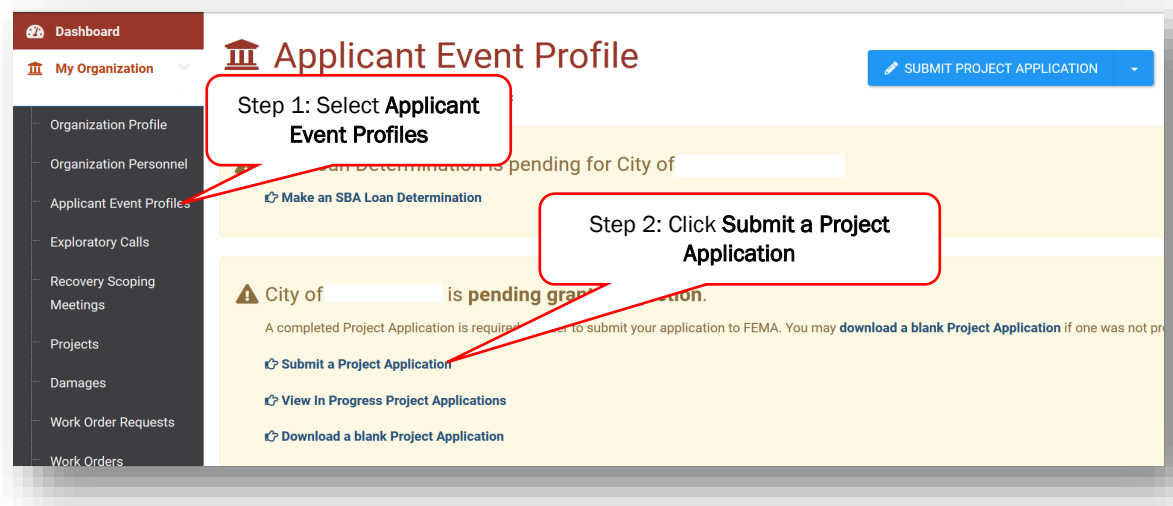 Dashboard
My Organization
Organization Profile
Organization Personnel
Applicant Event Profiles
Exploratory Calls
Recovery Scoping
Meetings
Projects
Damages
Work Order Requests
Work Orders
Applicant Event Profile
SUBMIT PROJECT APPLICATION
Step 1: Select Applicant
Event Profiles
Determination is pending for City of
Make an SBA Loan Determination
Step 2: Click Submit a Project
Application
City of is pending
A completed Project Application is required to submit your application to FEMA. You may download a blank Project Application if one was not
Submit a Project Application
View In Progress Project Applications
Download a blank Project Application